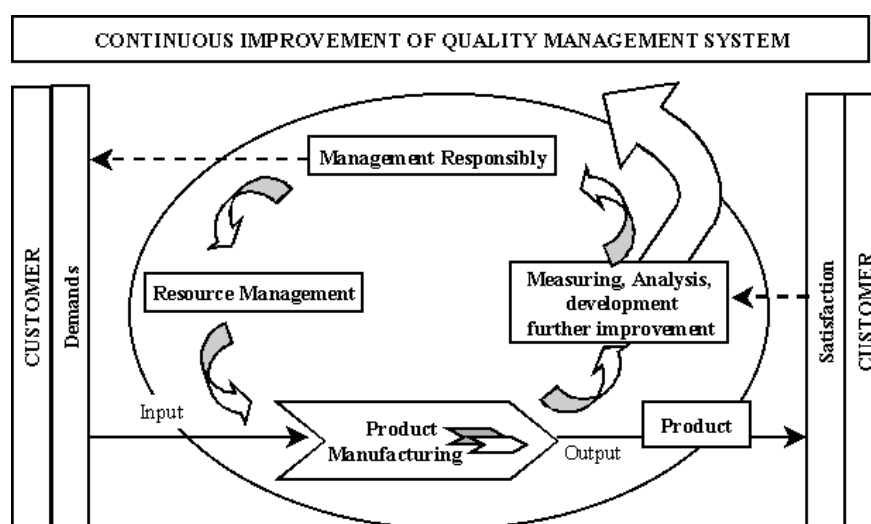 CONTINUOUS IMPROVEMENT OF QUALITY MANAGEMENT SYSTEM
CUSTOMER
Demands
Management Responsibly
Resource Management
Measuring, Analysis,
development
further improvement
Satisfaction
CUSTOMER
Input
Product
Manufacturing
Output
Product